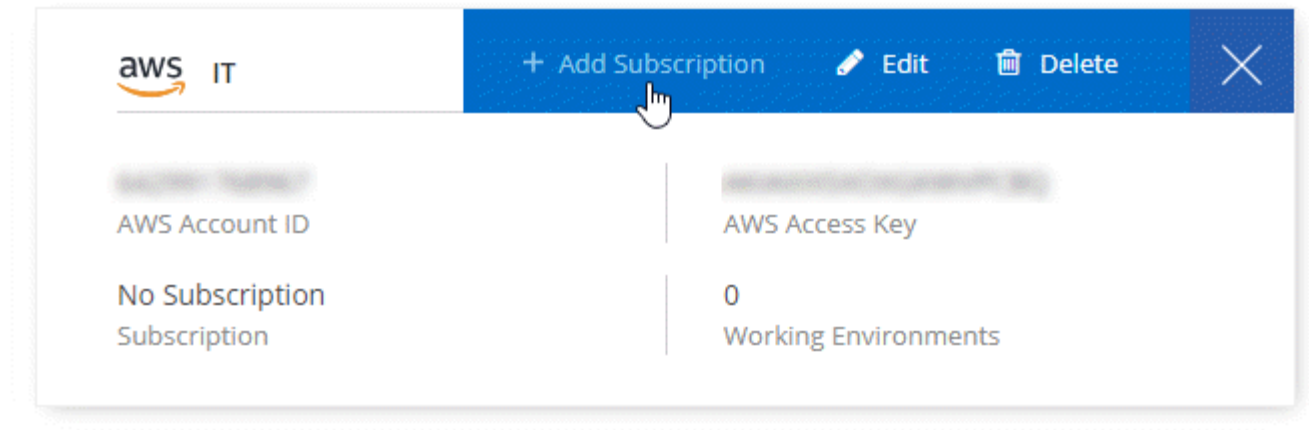 aws IT
+ Add Subscription Edit Delete
AWS Account ID
AWS Access Key
No Subscription
Subscription
0
Working Environments